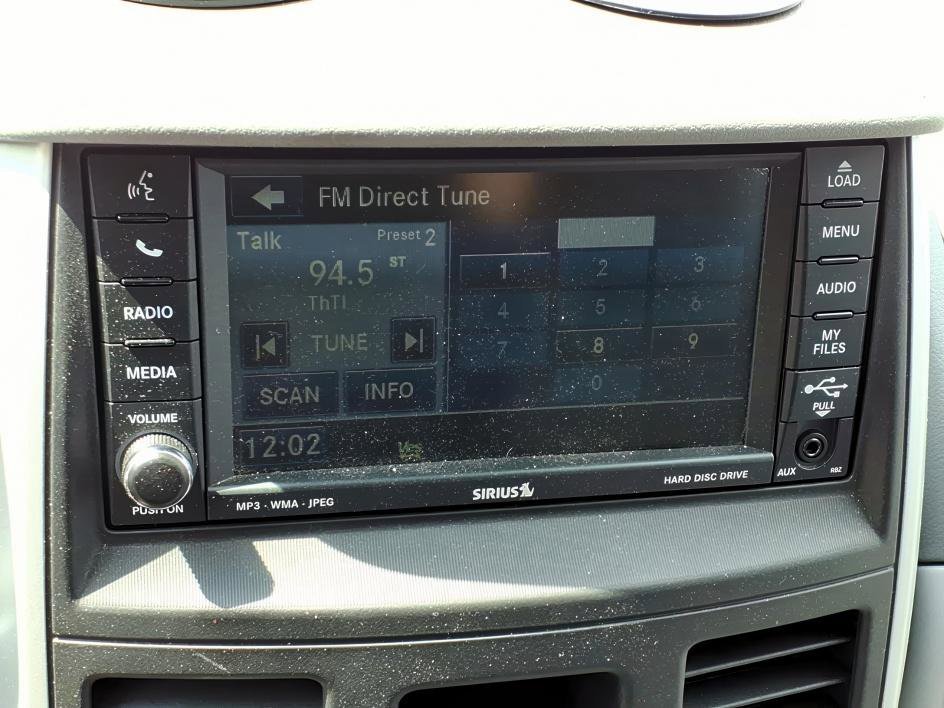 FM Direct Tune
LOAD
MENU
AUDIO
MY
FILES
PULL
AUX
RBZ
RADIO
MEDIA
VOLUME
PUSH ON
Talk
Preset 2
94.5 ST
TUNE
SCAN INFO
12:02
1 2 3
4 5 6
7 8 9
0
MP3 · WMA · JPEG
SIRIUS
HARD DISC DRIVE